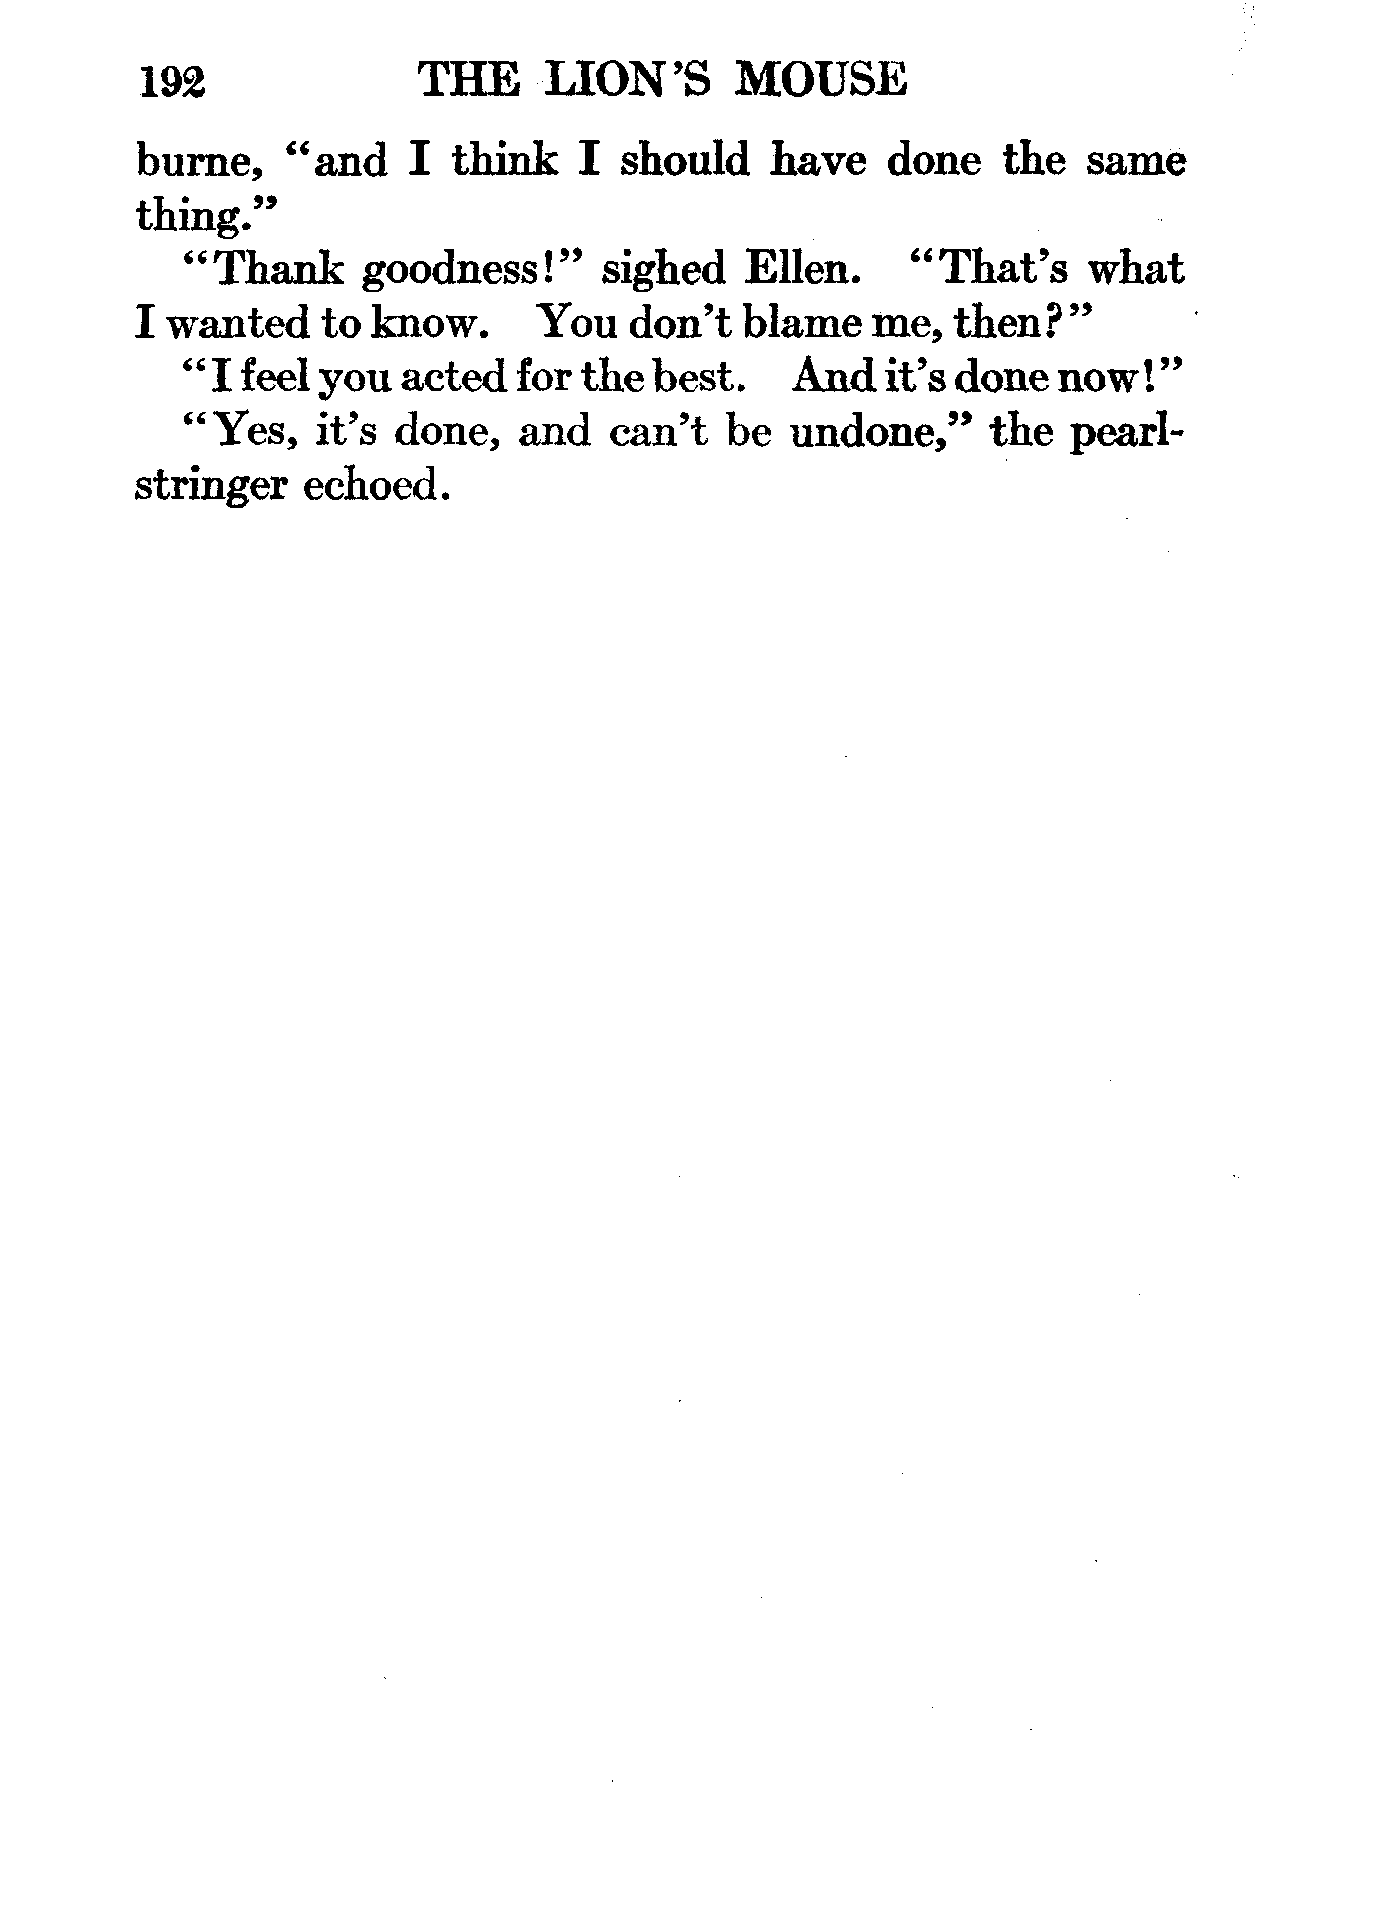 192 THE LION'S MOUSE
burne, “and I think I should have done the same
thing.”
“Thank goodness!” sighed Ellen. “That's what
I wanted to know. You don't blame me, then?”
“I feel you acted for the best. And it's done now!”
“Yes, it's done, and can't be undone,” the pearl-
stringer echoed.